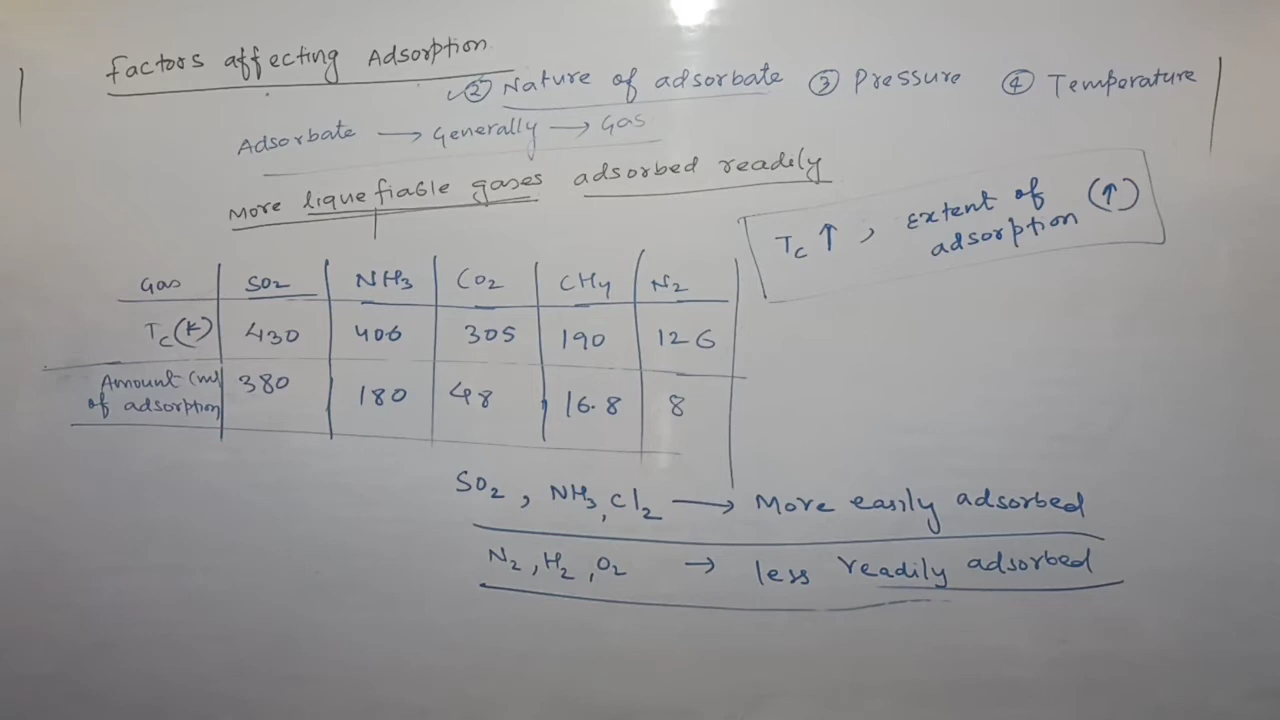 Factors affecting Adsorption
② Nature of adsorbate ③ Pressure ④ Temperature
Adsorbate → Generally → Gas
More liquefiable gases adsorbed readily
Tc ↑, Extent of adsorption (↑)
Gas SO2 NH3 CO2 CH4 N2
Tc(K) 430 406 305 190 126
Amount (ml) of adsorption 380 180 48 16.8 8
SO2, NH3, Cl2 → More easily adsorbed
N2, H2, O2 → less readily adsorbed